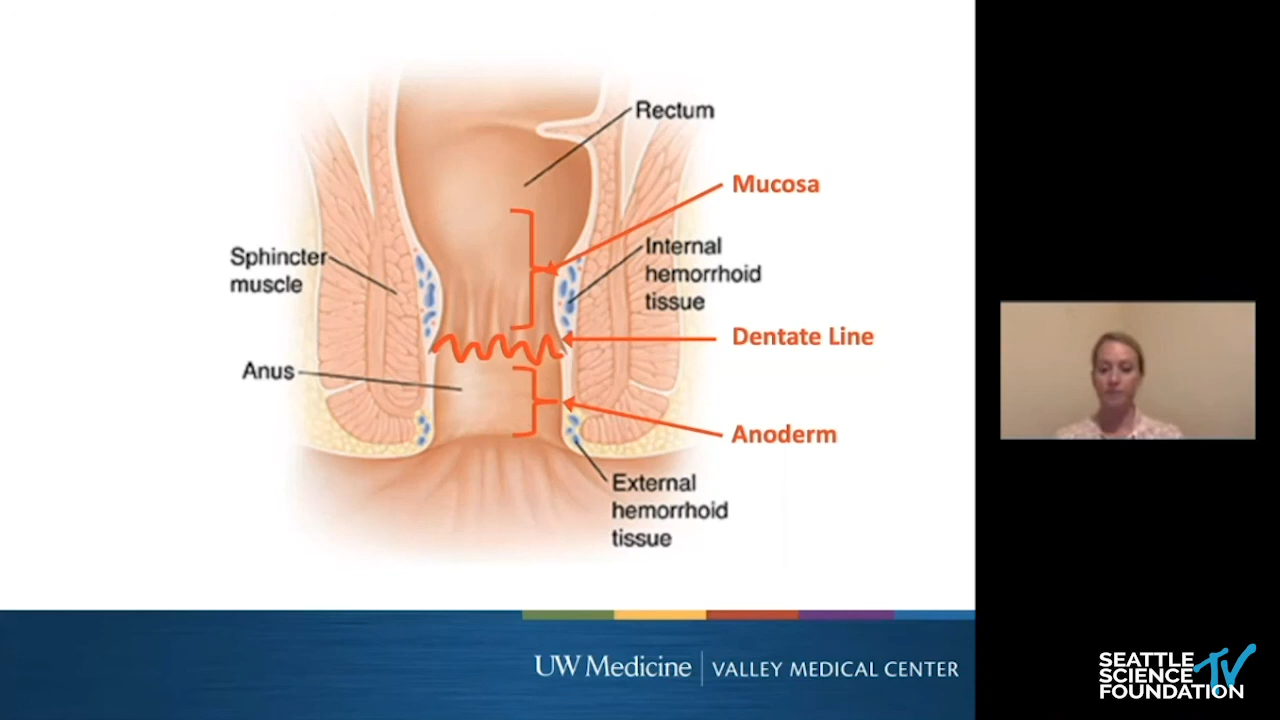 Rectum
Mucosa
Sphincter
muscle
Internal
hemorrhoid
tissue
Dentate Line
Anus
Anoderm
External
hemorrhoid
tissue
UW Medicine
VALLEY MEDICAL CENTER
SEATTLE
SCIENCE
FOUNDATION
TV